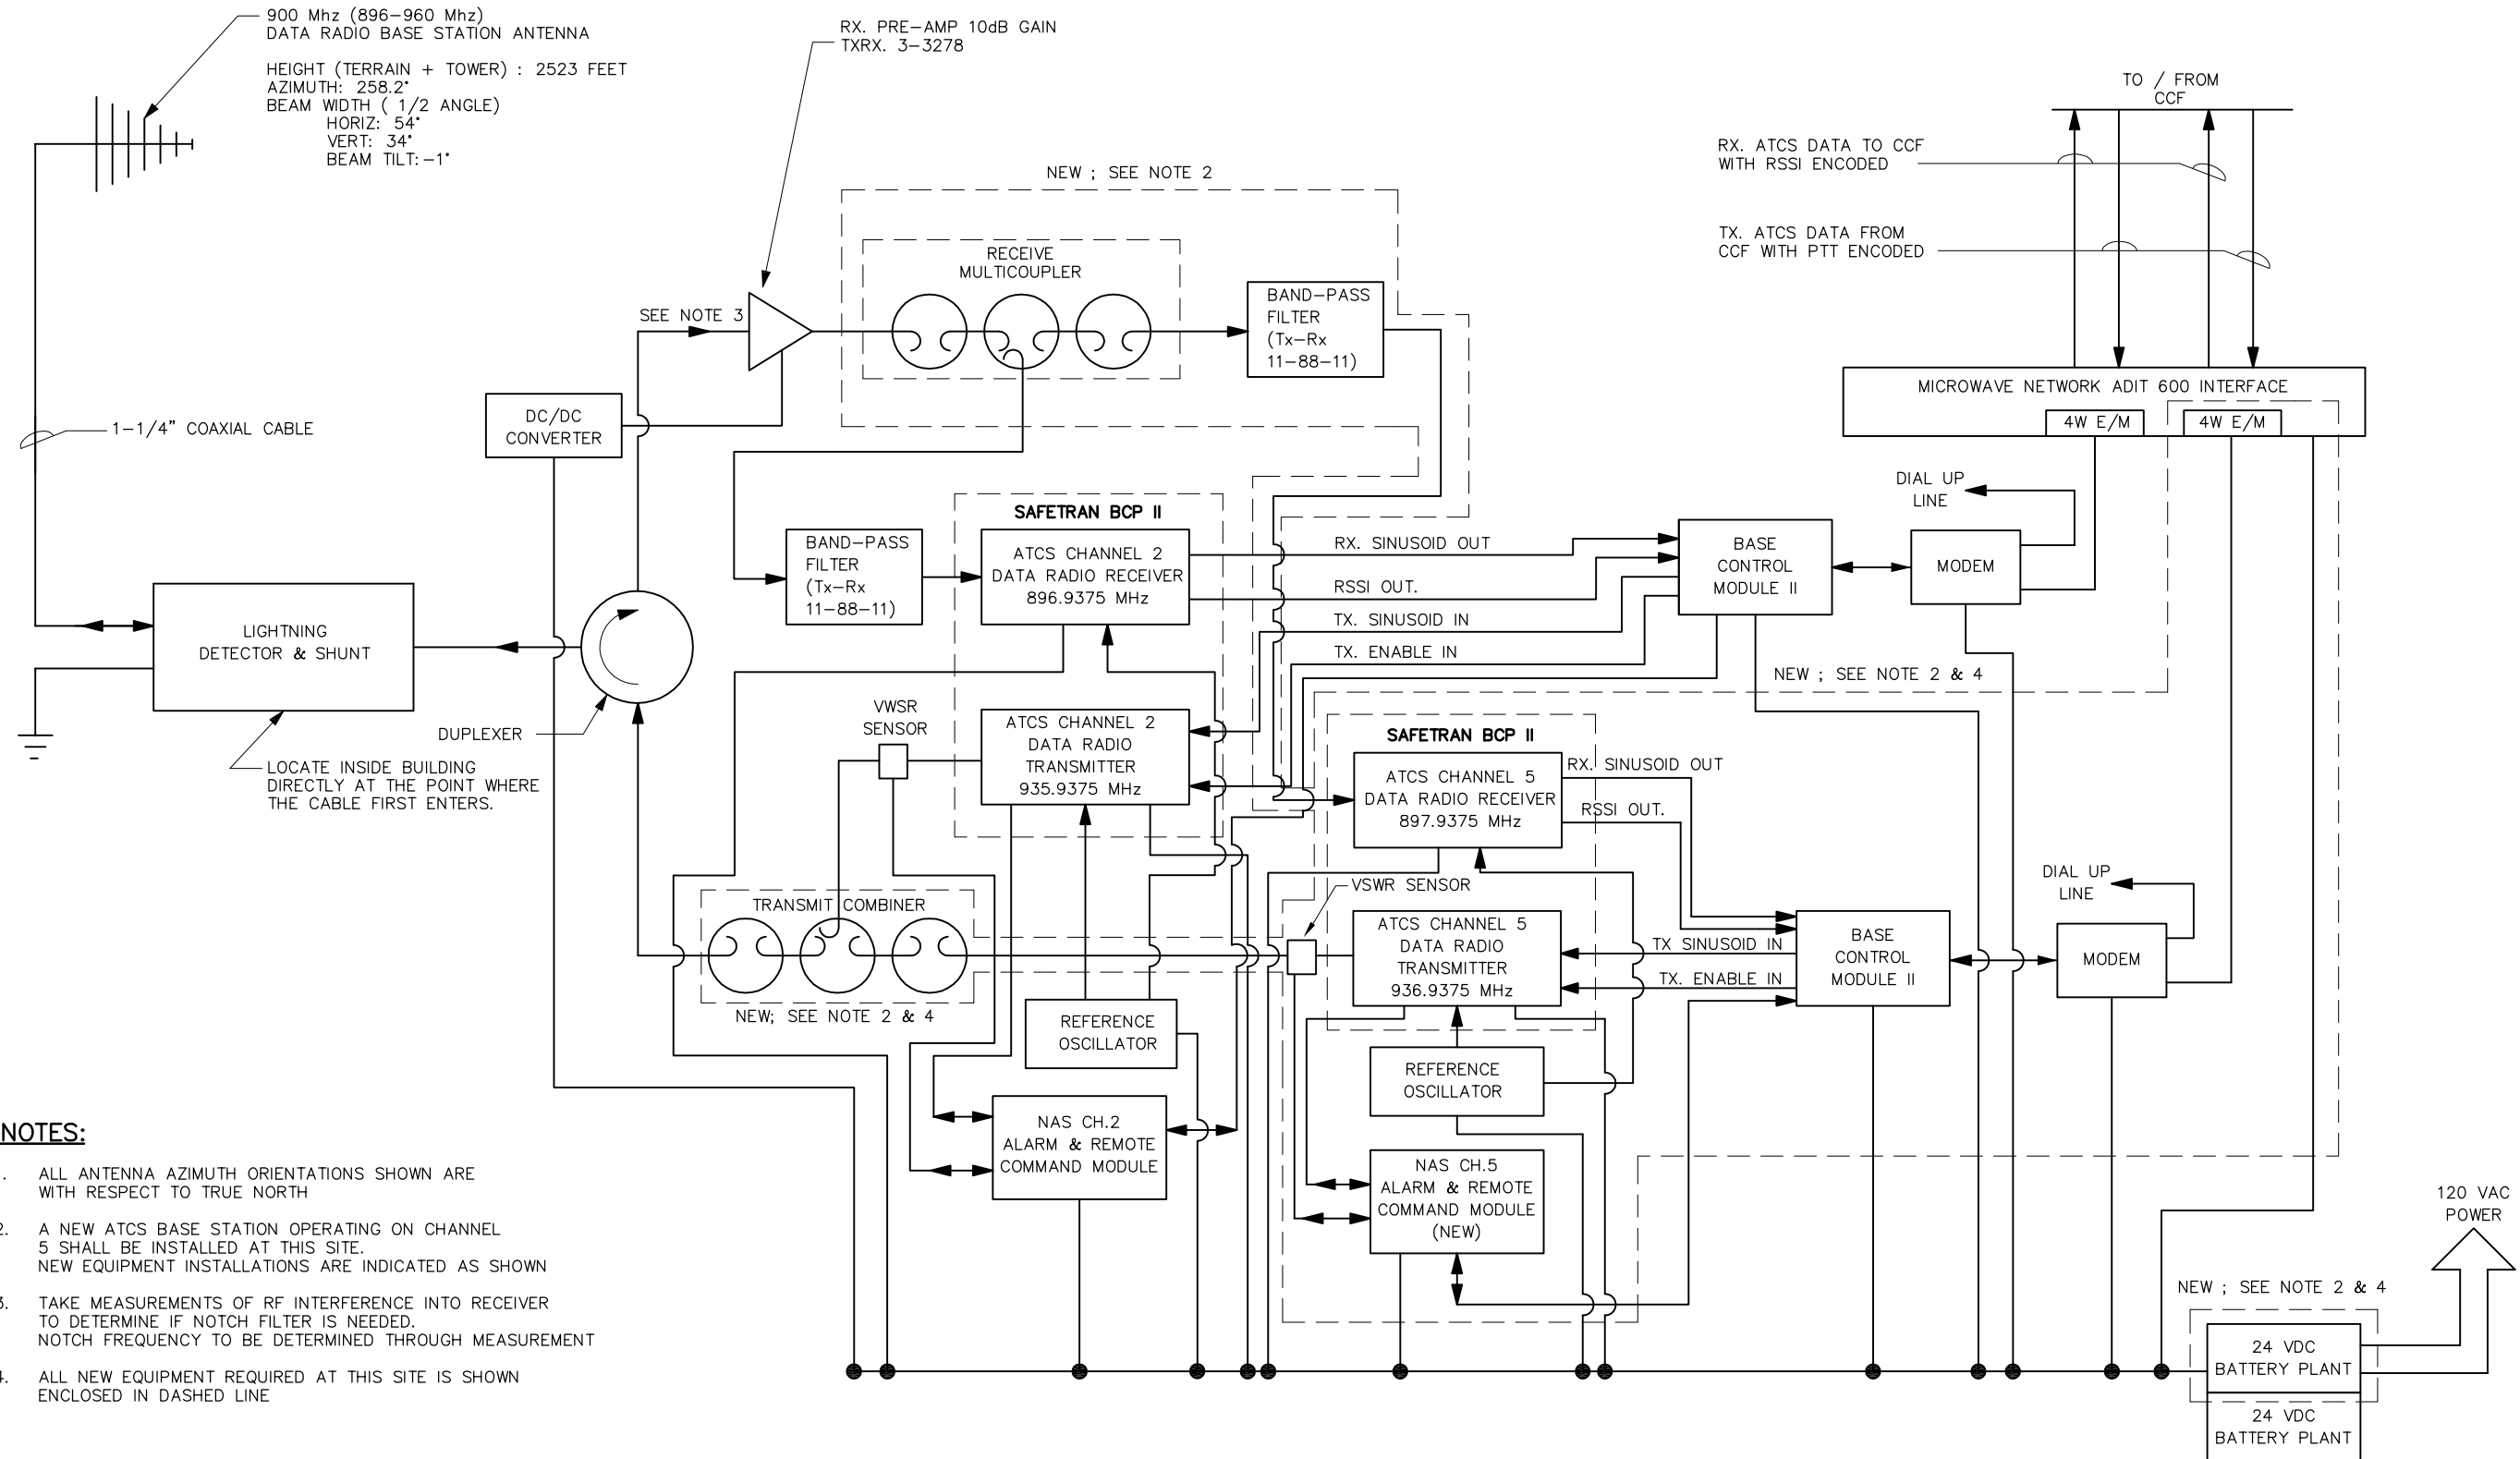 900 Mhz (896-960 Mhz)
DATA RADIO BASE STATION ANTENNA
HEIGHT (TERRAIN + TOWER) : 2523 FEET
AZIMUTH: 258.2°
BEAM WIDTH ( 1/2 ANGLE)
HORIZ: 54°
VERT: 34°
BEAM TILT:-1°
RX. PRE-AMP 10dB GAIN
TXRX. 3-3278
TO / FROM
CCF
RX. ATCS DATA TO CCF
WITH RSSI ENCODED
TX. ATCS DATA FROM
CCF WITH PTT ENCODED
NEW ; SEE NOTE 2
RECEIVE
MULTICOUPLER
BAND-PASS
FILTER
(Tx-Rx
11-88-11)
SEE NOTE 3
MICROWAVE NETWORK ADIT 600 INTERFACE
4W E/M
4W E/M
DC/DC
CONVERTER
1-1/4" COAXIAL CABLE
DIAL UP
LINE
SAFETRAN BCP II
BAND-PASS
FILTER
(Tx-Rx
11-88-11)
ATCS CHANNEL 2
DATA RADIO RECEIVER
896.9375 MHz
RX. SINUSOID OUT
RSSI OUT.
TX. SINUSOID IN
TX. ENABLE IN
BASE
CONTROL
MODULE II
MODEM
LIGHTNING
DETECTOR & SHUNT
NEW ; SEE NOTE 2 & 4
DUPLEXER
VWSR
SENSOR
ATCS CHANNEL 2
DATA RADIO
TRANSMITTER
935.9375 MHz
LOCATE INSIDE BUILDING
DIRECTLY AT THE POINT WHERE
THE CABLE FIRST ENTERS.
SAFETRAN BCP II
ATCS CHANNEL 5
DATA RADIO RECEIVER
897.9375 MHz
RX. SINUSOID OUT
RSSI OUT.
VSWR SENSOR
TRANSMIT COMBINER
NEW; SEE NOTE 2 & 4
ATCS CHANNEL 5
DATA RADIO
TRANSMITTER
936.9375 MHz
TX SINUSOID IN
TX. ENABLE IN
BASE
CONTROL
MODULE II
DIAL UP
LINE
MODEM
REFERENCE
OSCILLATOR
REFERENCE
OSCILLATOR
NAS CH.2
ALARM & REMOTE
COMMAND MODULE
NAS CH.5
ALARM & REMOTE
COMMAND MODULE
(NEW)
NOTES:
. ALL ANTENNA AZIMUTH ORIENTATIONS SHOWN ARE
WITH RESPECT TO TRUE NORTH
2. A NEW ATCS BASE STATION OPERATING ON CHANNEL
5 SHALL BE INSTALLED AT THIS SITE.
NEW EQUIPMENT INSTALLATIONS ARE INDICATED AS SHOWN
3. TAKE MEASUREMENTS OF RF INTERFERENCE INTO RECEIVER
TO DETERMINE IF NOTCH FILTER IS NEEDED.
NOTCH FREQUENCY TO BE DETERMINED THROUGH MEASUREMENT
4. ALL NEW EQUIPMENT REQUIRED AT THIS SITE IS SHOWN
ENCLOSED IN DASHED LINE
120 VAC
POWER
NEW ; SEE NOTE 2 & 4
24 VDC
BATTERY PLANT
24 VDC
BATTERY PLANT